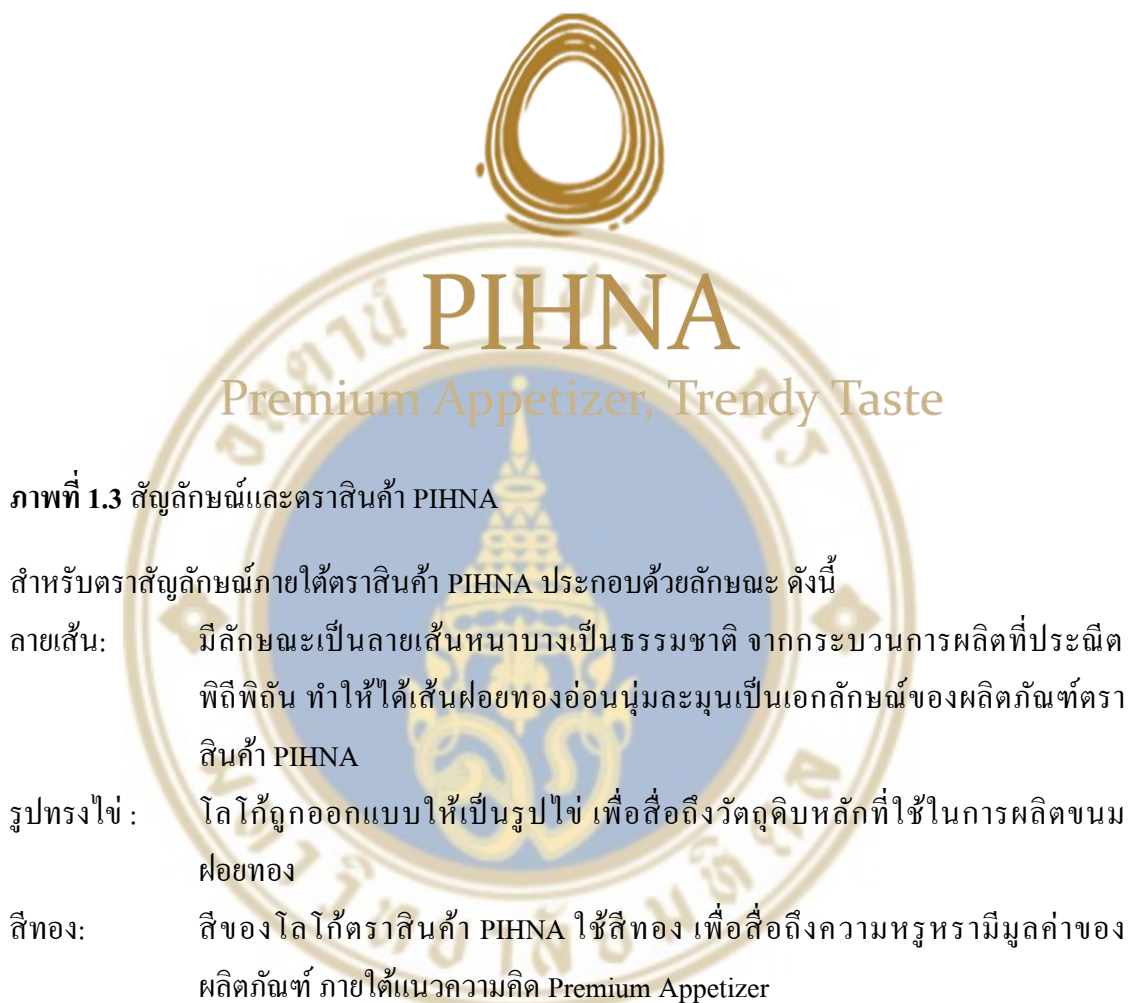 PIHNA
Premium Appetizer, Trendy Taste
ภาพที่ 1.3 สัญลักษณ์และตราสินค้า PIHNA
สำหรับตราสัญลักษณ์ภายใต้ตราสินค้า PIHNA ประกอบด้วยลักษณะ ดังนี้
ลายเส้น: มีลักษณะเป็นลายเส้นหนาบางเป็นธรรมชาติ จากกระบวนการผลิตที่ประณีต
พิถีพิถัน ทำให้ได้เส้นฝอยทองอ่อนนุ่มละมุนเป็นเอกลักษณ์ของผลิตภัณฑ์ตรา
สินค้า PIHNA
รูปทรงไข่ : โลโก้ถูกออกแบบให้เป็นรูปไข่ เพื่อสื่อถึงวัตถุดิบหลักที่ใช้ในการผลิตขนม
ฝอยทอง
สีทอง: สีของโลโก้ตราสินค้า PIHNA ใช้สีทอง เพื่อสื่อถึงความหรูหรามีมูลค่าของ
ผลิตภัณฑ์ ภายใต้แนวความคิด Premium Appetizer
มหาวิทยาลัยมหิดล